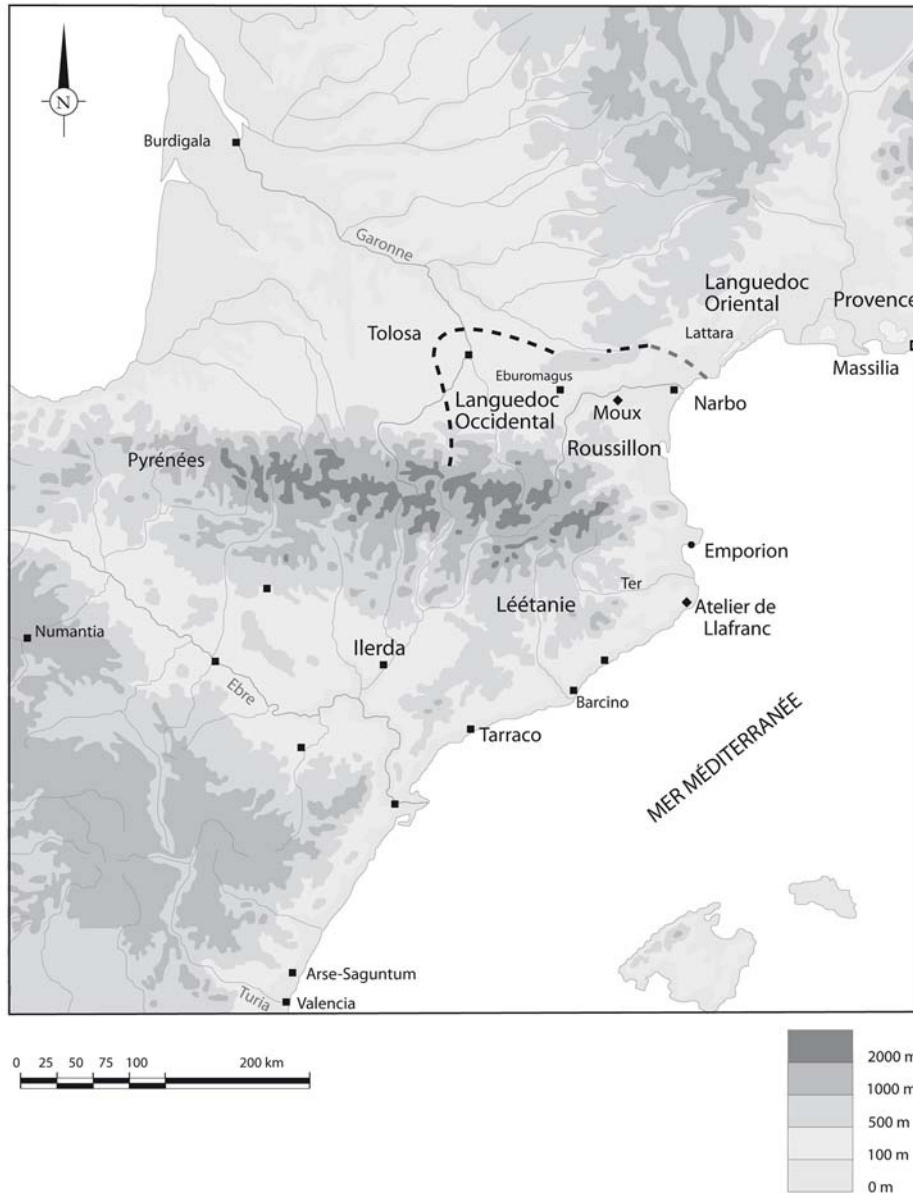 N
Burdigala
Garonne
Languedoc
Oriental
Provence
Lattara
Tolosa
Massilia
Eburomagus
Languedoc
Occidental
Narbo
Moux
Roussillon
Pyrénées
Emporion
Ter
Léétanie
Atelier de
Llafranc
Numantia
Ilerda
Ebre
Barcino
Tarraco
MER MÉDITERRANÉE
Arse-Saguntum
Turia
Valencia
0 25 50 75 100 200 km
2000 m
1000 m
500 m
100 m
0 m